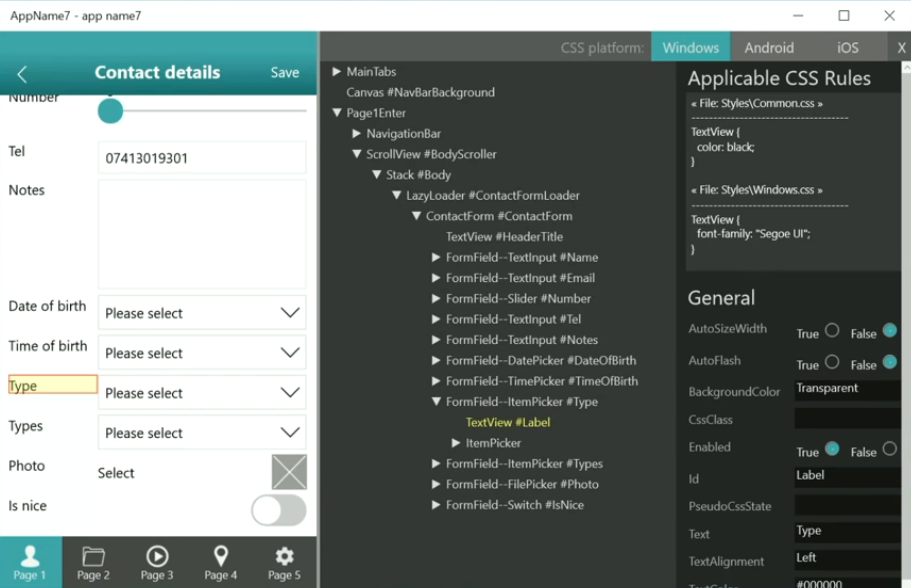 AppName7 - app name7
Contact details
Save
Number
Tel
07413019301
Notes
Date of birth
Please select
Time of birth
Please select
Type
Please select
Types
Please select
Photo
Select
Is nice
Page 1
Page 2
Page 3
Page 4
Page 5
CSS platform:
Windows
Android
iOS
X
MainTabs
Canvas #NavBarBackground
Page1Enter
NavigationBar
ScrollView #BodyScroller
Stack #Body
LazyLoader #ContactFormLoader
ContactForm #ContactForm
TextView #HeaderTitle
FormField--TextInput #Name
FormField--TextInput #Email
FormField--Slider #Number
FormField--TextInput #Tel
FormField--TextInput #Notes
FormField--DatePicker #DateOfBirth
FormField--TimePicker #TimeOfBirth
FormField--ItemPicker #Type
TextView #Label
ItemPicker
FormField--ItemPicker #Types
FormField--FilePicker #Photo
FormField--Switch #IsNice
Applicable CSS Rules
« File: Styles\Common.css »
------------------------------------
TextView {
color: black;
}
« File: Styles\Windows.css »
------------------------------------
TextView {
font-family: "Segoe UI";
}
General
AutoSizeWidth
True
False
AutoFlash
True
False
BackgroundColor
Transparent
CssClass
Enabled
True
False
Id
Label
PseudoCssState
Text
Type
TextAlignment
Left
TextColor
#000000